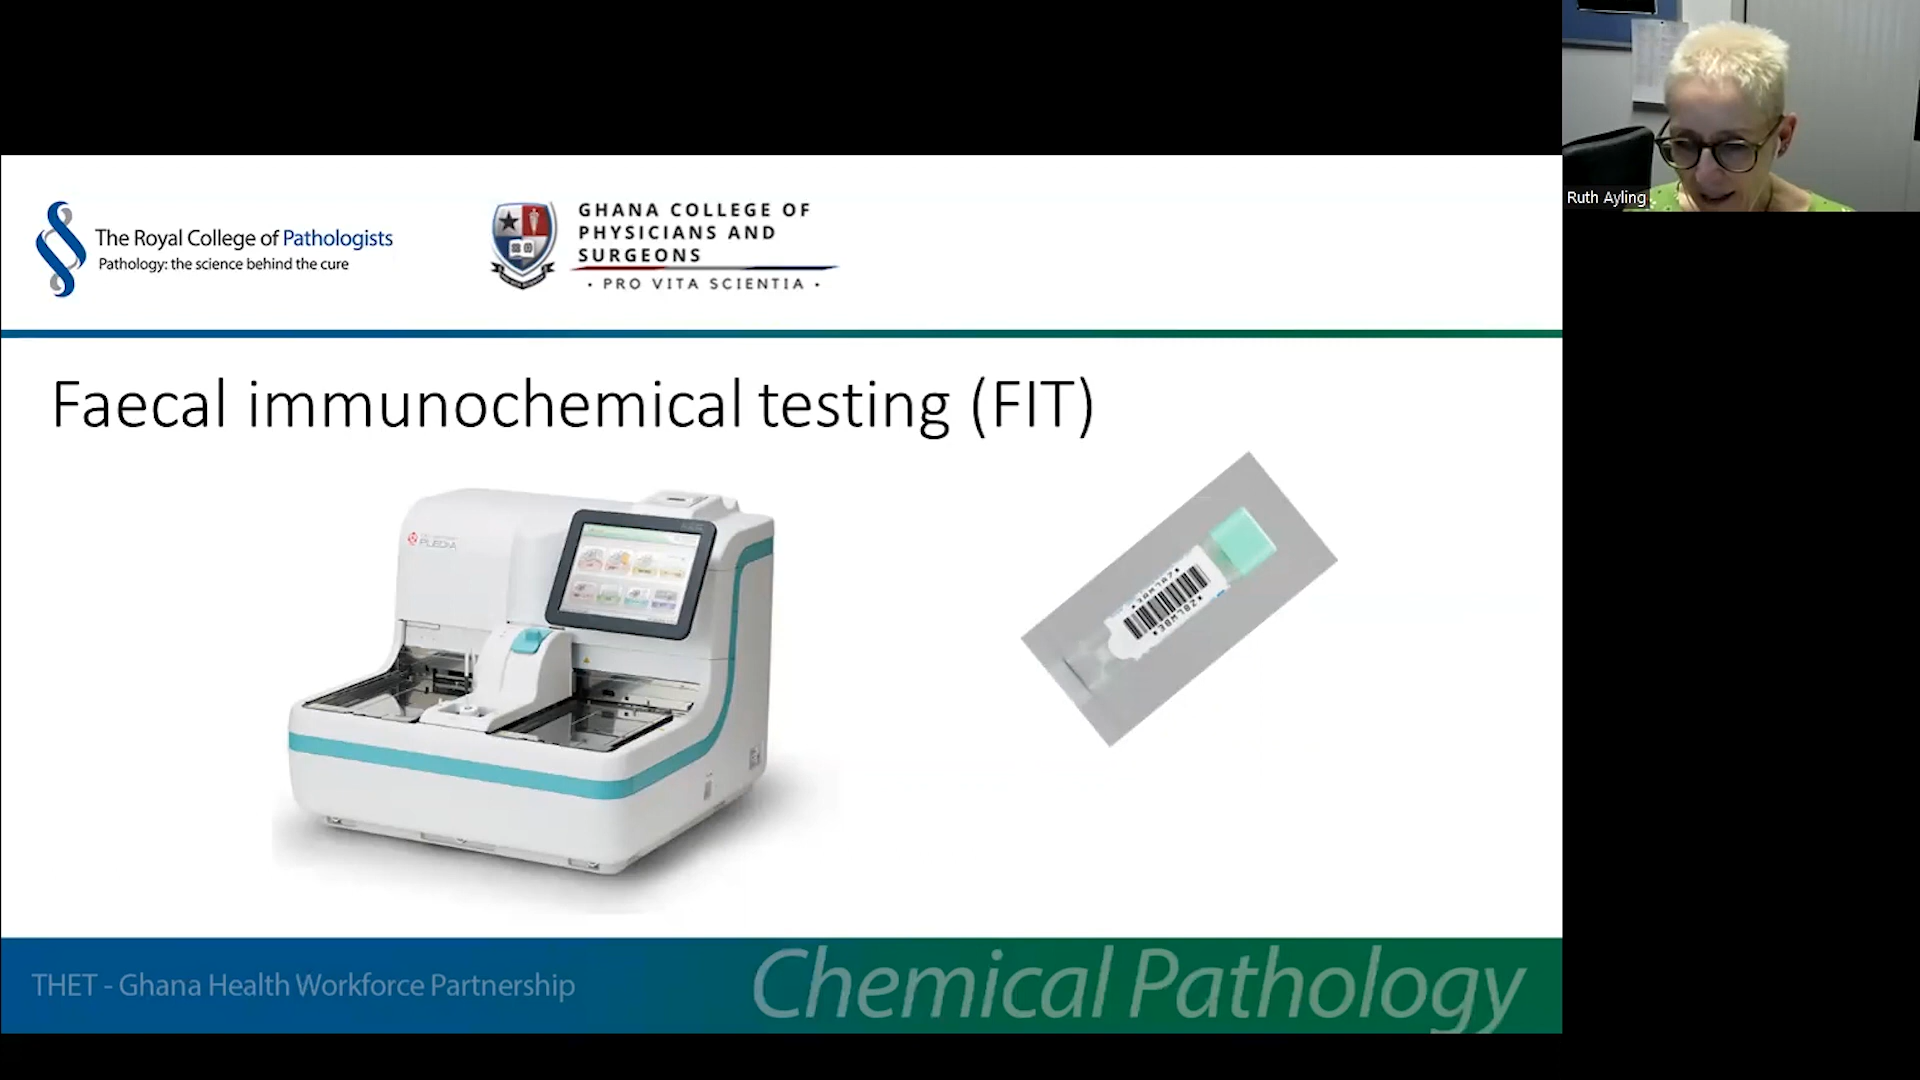 Ruth Ayling
The Royal College of Pathologists
Pathology: the science behind the cure
GHANA COLLEGE OF
PHYSICIANS AND
SURGEONS
· PRO VITA SCIENTIA ·
Faecal immunochemical testing (FIT)
PLEDIA
THET - Ghana Health Workforce Partnership
Chemical Pathology